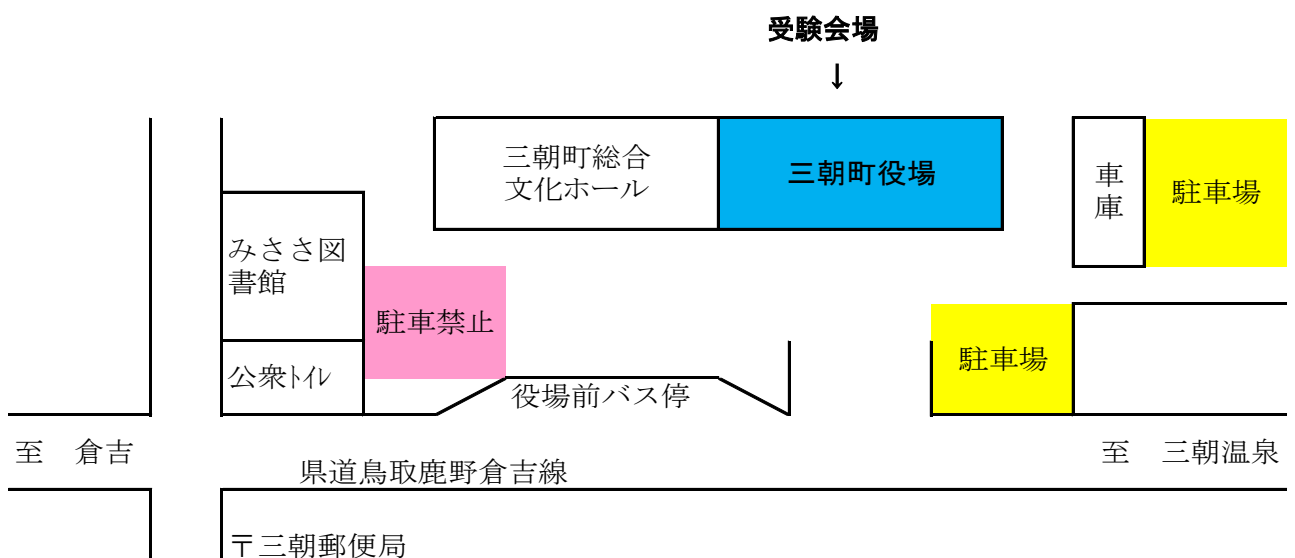 受験会場
↓
三朝町総合
文化ホール
三朝町役場
車
庫
駐車場
みささ図
書館
駐車禁止
駐車場
公衆ﾄｲﾚ
役場前バス停
至　倉吉
至　三朝温泉
県道鳥取鹿野倉吉線
〒三朝郵便局